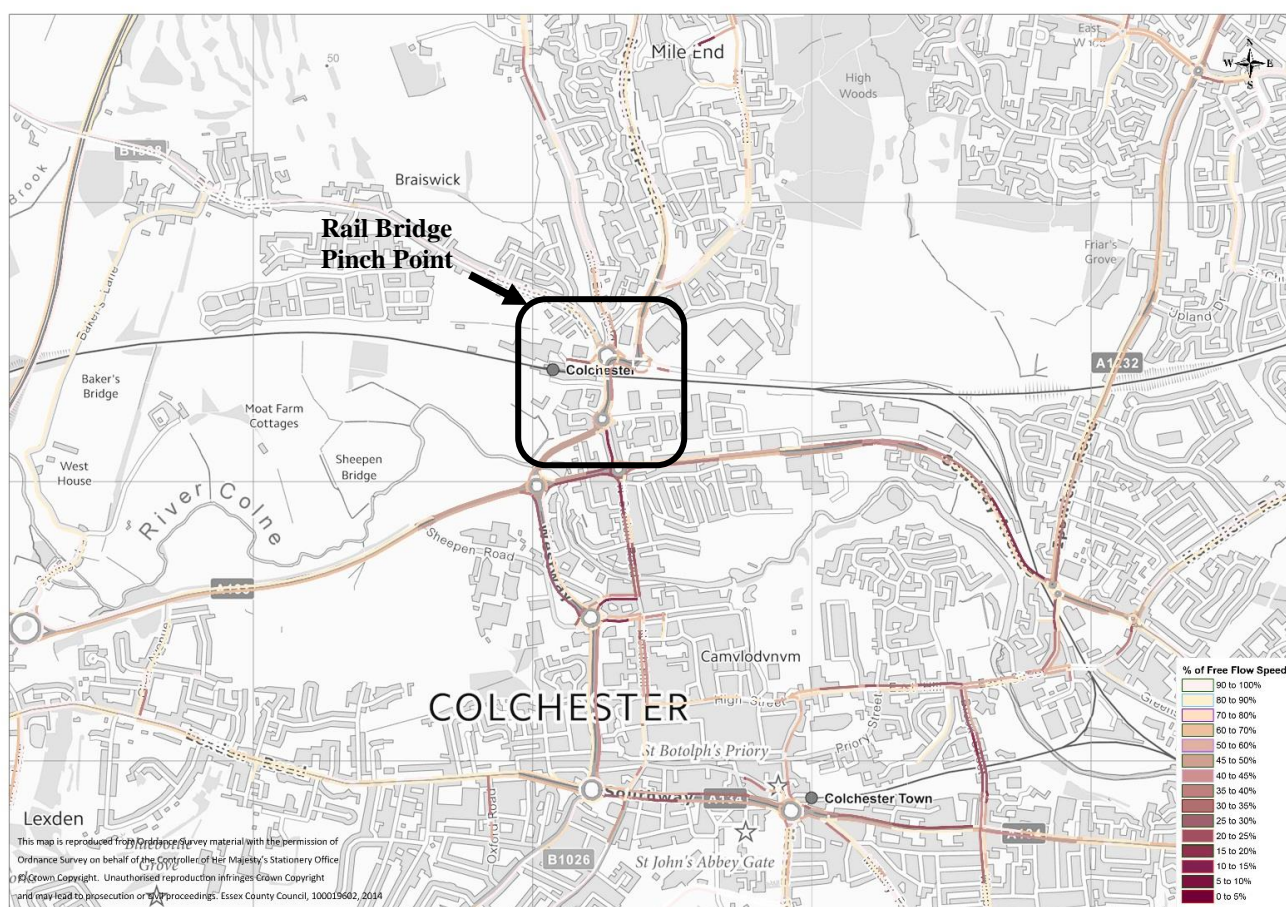 Mile End
50
High
Woods
N
W E
S
Brook
Braiswick
Rail Bridge
Pinch Point
Friar's
Grove
Baker's Lane
Upland Dr
A1232
Colchester
Baker's
Bridge
Moat Farm
Cottages
West
House
Sheepen
Bridge
River Colne
Sheepen Road
Westway
Camvlodvnvm
% of Free Flow Speed
90 to 100%
80 to 90%
70 to 80%
60 to 70%
50 to 60%
45 to 50%
40 to 45%
35 to 40%
30 to 35%
25 to 30%
20 to 25%
15 to 20%
10 to 15%
5 to 10%
0 to 5%
COLCHESTER
High Street
East Hill
Priory Street
St Botolph's Priory
Southway
A134
Colchester Town
A134
Lexden
Oxford Road
B1026
St John's Abbey Gate
This map is reproduced from Ordnance Survey material with the permission of
Ordnance Survey on behalf of the Controller of Her Majesty's Stationery Office
© Crown Copyright. Unauthorised reproduction infringes Crown Copyright
and may lead to prosecution or civil proceedings. Essex County Council, 100019602, 2014